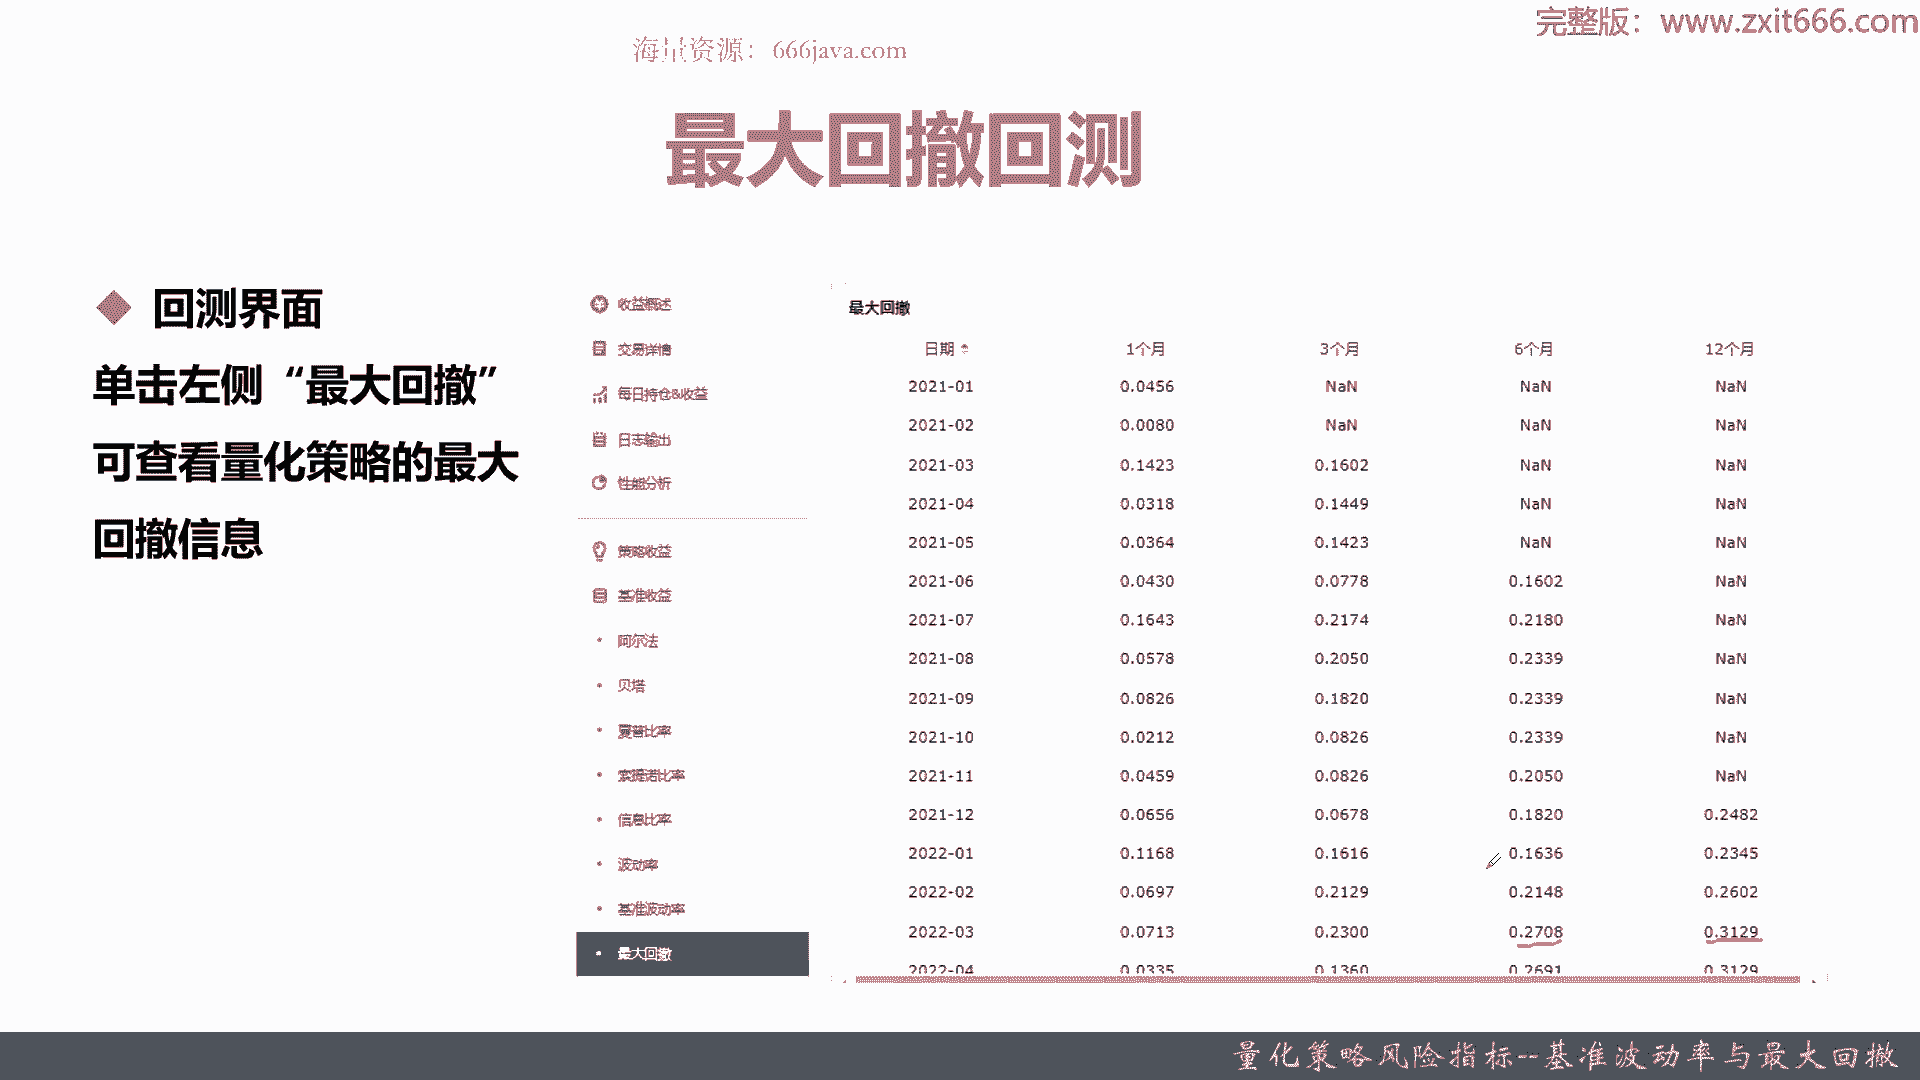 完整版：www.zxit666.com
海量资源：666java.com
最大回撤回测
回测界面
单击左侧“最大回撤”
可查看量化策略的最大
回撤信息
收益概述
交易详情
每日持仓&收益
日志输出
性能分析
策略收益
基准收益
阿尔法
贝塔
夏普比率
索提诺比率
信息比率
波动率
基准波动率
最大回撤
最大回撤
日期 1个月 3个月 6个月 12个月
2021-01 0.0456 NaN NaN NaN
2021-02 0.0080 NaN NaN NaN
2021-03 0.1423 0.1602 NaN NaN
2021-04 0.0318 0.1449 NaN NaN
2021-05 0.0364 0.1423 NaN NaN
2021-06 0.0430 0.0778 0.1602 NaN
2021-07 0.1643 0.2174 0.2180 NaN
2021-08 0.0578 0.2050 0.2339 NaN
2021-09 0.0826 0.1820 0.2339 NaN
2021-10 0.0212 0.0826 0.2339 NaN
2021-11 0.0459 0.0826 0.2050 NaN
2021-12 0.0656 0.0678 0.1820 0.2482
2022-01 0.1168 0.1616 0.1636 0.2345
2022-02 0.0697 0.2129 0.2148 0.2602
2022-03 0.0713 0.2300 0.2708 0.3129
2022-04 0.0335 0.1360 0.2691 0.3129
量化策略风险指标--基准波动率与最大回撤